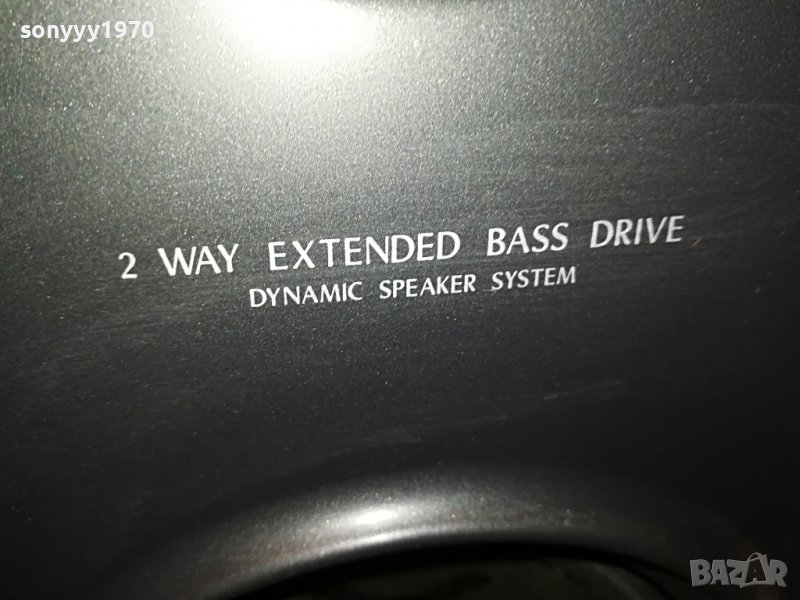 sonyyy1970
2 WAY EXTENDED BASS DRIVE
DYNAMIC SPEAKER SYSTEM
BAZAR